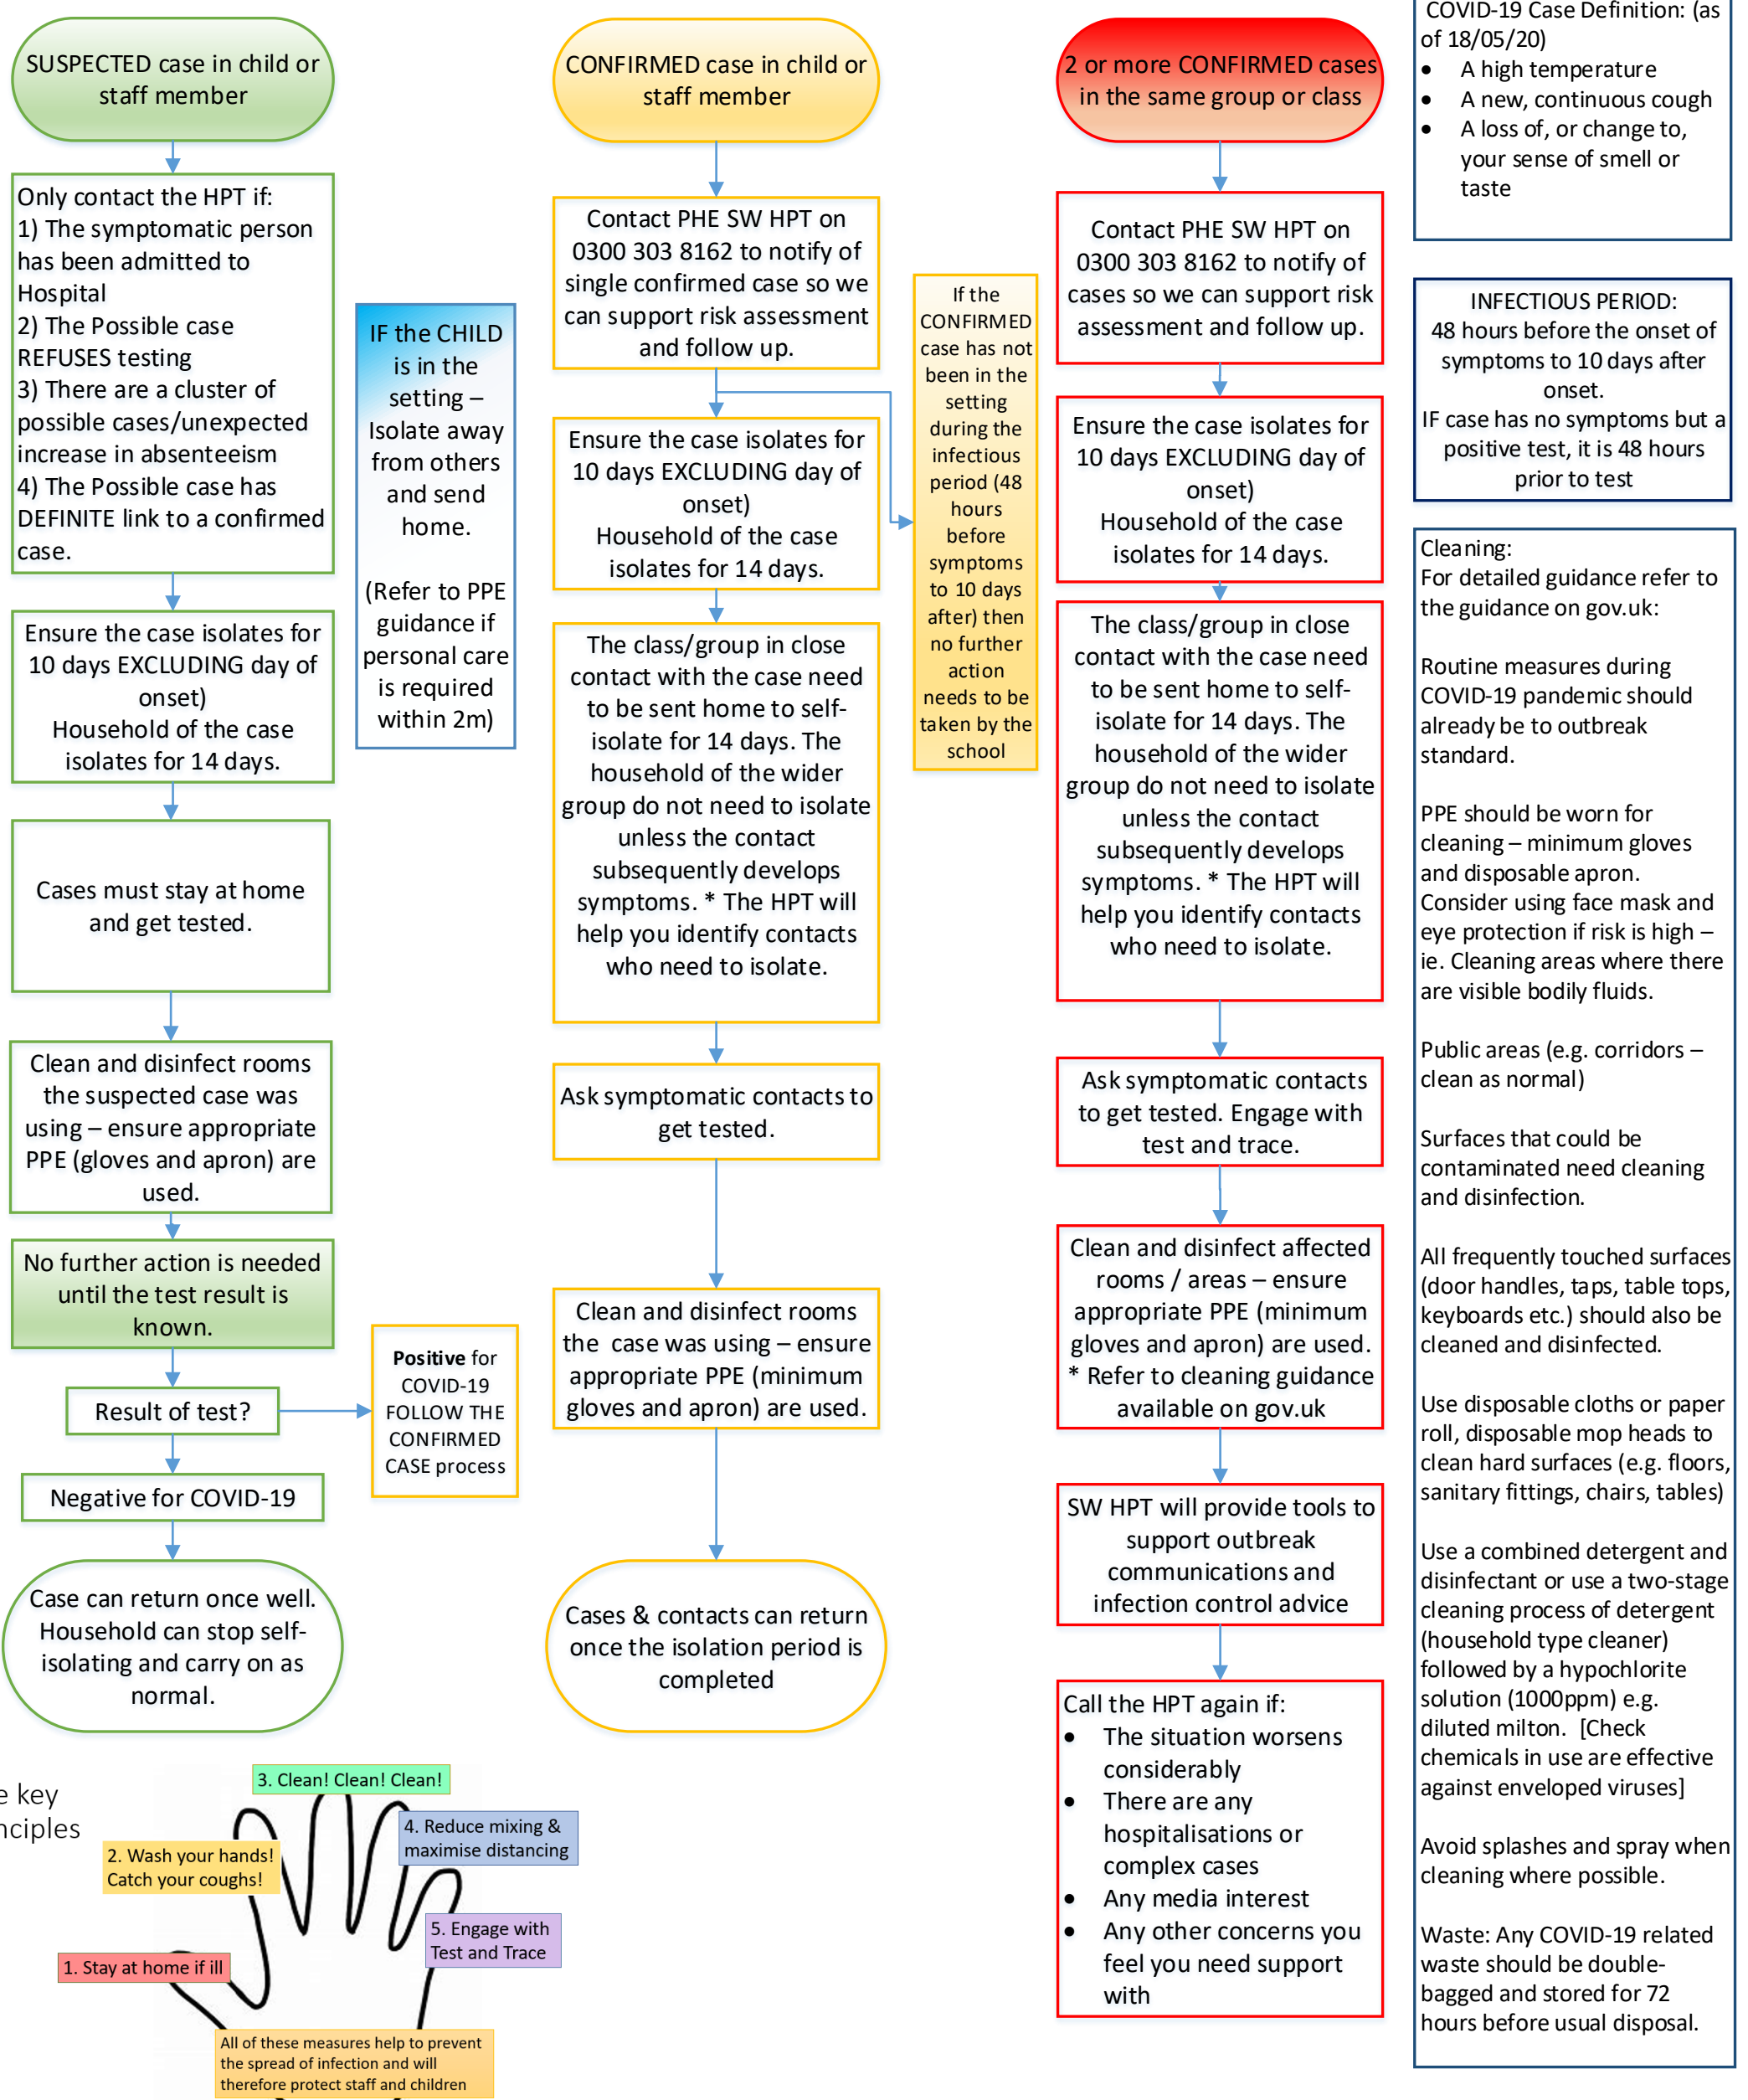 SUSPECTED case in child or
staff member
Only contact the HPT if:
1) The symptomatic person
has been admitted to
Hospital
2) The Possible case
REFUSES testing
3) There are a cluster of
possible cases/unexpected
increase in absenteeism
4) The Possible case has
DEFINITE link to a confirmed
case.
Ensure the case isolates for
10 days EXCLUDING day of
onset)
Household of the case
isolates for 14 days.
Cases must stay at home
and get tested.
Clean and disinfect rooms
the suspected case was
using – ensure appropriate
PPE (gloves and apron) are
used.
No further action is needed
until the test result is
known.
Result of test?
Negative for COVID-19
Case can return once well.
Household can stop self-
isolating and carry on as
normal.
IF the CHILD
is in the
setting –
Isolate away
from others
and send
home.
(Refer to PPE
guidance if
personal care
is required
within 2m)
Positive for
COVID-19
FOLLOW THE
CONFIRMED
CASE process
CONFIRMED case in child or
staff member
Contact PHE SW HPT on
0300 303 8162 to notify of
single confirmed case so we
can support risk assessment
and follow up.
Ensure the case isolates for
10 days EXCLUDING day of
onset)
Household of the case
isolates for 14 days.
The class/group in close
contact with the case need
to be sent home to self-
isolate for 14 days. The
household of the wider
group do not need to isolate
unless the contact
subsequently develops
symptoms. * The HPT will
help you identify contacts
who need to isolate.
Ask symptomatic contacts to
get tested.
Clean and disinfect rooms
the case was using – ensure
appropriate PPE (minimum
gloves and apron) are used.
Cases & contacts can return
once the isolation period is
completed
If the
CONFIRMED
case has not
been in the
setting
during the
infectious
period (48
hours
before
symptoms
to 10 days
after) then
no further
action
needs to be
taken by the
school
2 or more CONFIRMED cases
in the same group or class
Contact PHE SW HPT on
0300 303 8162 to notify of
cases so we can support risk
assessment and follow up.
Ensure the case isolates for
10 days EXCLUDING day of
onset)
Household of the case
isolates for 14 days.
The class/group in close
contact with the case need
to be sent home to self-
isolate for 14 days. The
household of the wider
group do not need to isolate
unless the contact
subsequently develops
symptoms. * The HPT will
help you identify contacts
who need to isolate.
Ask symptomatic contacts
to get tested. Engage with
test and trace.
Clean and disinfect affected
rooms / areas – ensure
appropriate PPE (minimum
gloves and apron) are used.
* Refer to cleaning guidance
available on gov.uk
SW HPT will provide tools to
support outbreak
communications and
infection control advice
Call the HPT again if:
• The situation worsens
considerably
• There are any
hospitalisations or
complex cases
• Any media interest
• Any other concerns you
feel you need support
with
COVID-19 Case Definition: (as
of 18/05/20)
• A high temperature
• A new, continuous cough
• A loss of, or change to,
your sense of smell or
taste
INFECTIOUS PERIOD:
48 hours before the onset of
symptoms to 10 days after
onset.
IF case has no symptoms but a
positive test, it is 48 hours
prior to test
Cleaning:
For detailed guidance refer to
the guidance on gov.uk:
Routine measures during
COVID-19 pandemic should
already be to outbreak
standard.
PPE should be worn for
cleaning – minimum gloves
and disposable apron.
Consider using face mask and
eye protection if risk is high –
ie. Cleaning areas where there
are visible bodily fluids.
Public areas (e.g. corridors –
clean as normal)
Surfaces that could be
contaminated need cleaning
and disinfection.
All frequently touched surfaces
(door handles, taps, table tops,
keyboards etc.) should also be
cleaned and disinfected.
Use disposable cloths or paper
roll, disposable mop heads to
clean hard surfaces (e.g. floors,
sanitary fittings, chairs, tables)
Use a combined detergent and
disinfectant or use a two-stage
cleaning process of detergent
(household type cleaner)
followed by a hypochlorite
solution (1000ppm) e.g.
diluted milton. [Check
chemicals in use are effective
against enveloped viruses]
Avoid splashes and spray when
cleaning where possible.
Waste: Any COVID-19 related
waste should be double-
bagged and stored for 72
hours before usual disposal.
e key
nciples
3. Clean! Clean! Clean!
4. Reduce mixing &
maximise distancing
2. Wash your hands!
Catch your coughs!
5. Engage with
Test and Trace
1. Stay at home if ill
All of these measures help to prevent
the spread of infection and will
therefore protect staff and children